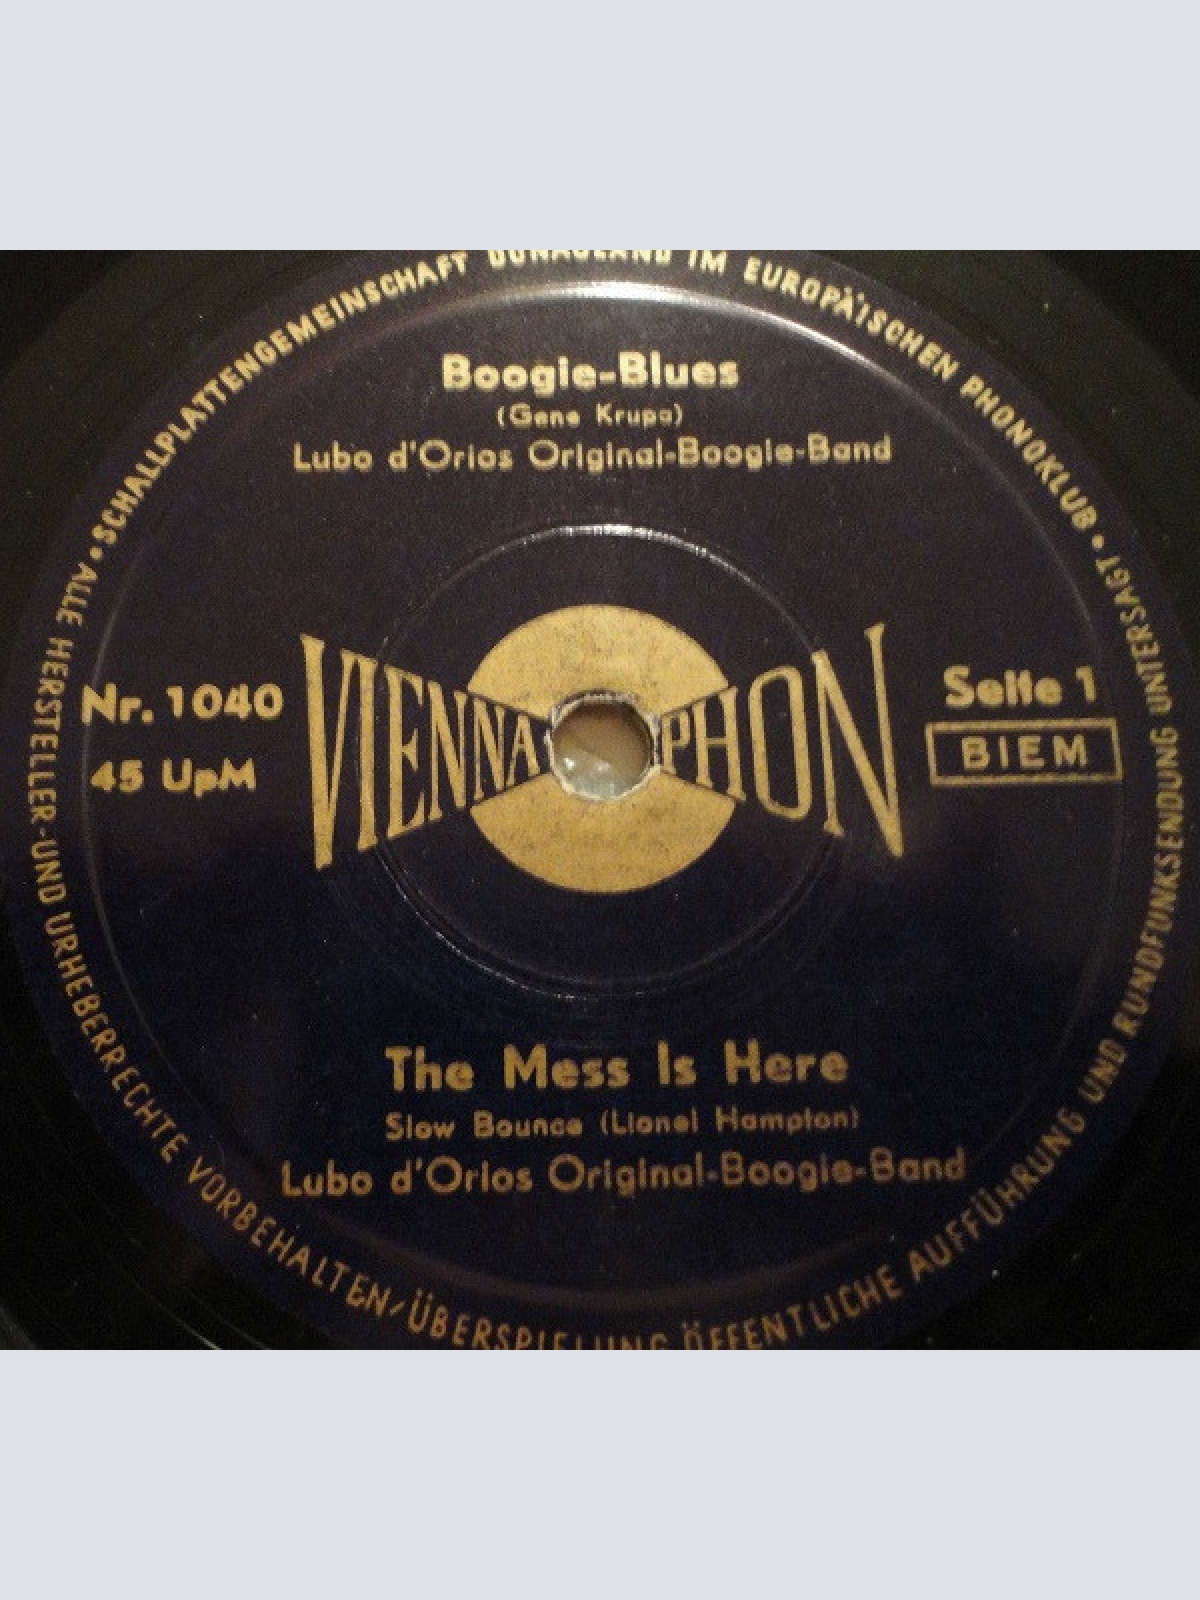 SCHALLPLATTENGEMEINSCHAFT DONAULAND IM EUROPÄISCHEN PHONOKLUB •
Boogie-Blues
(Gene Krupa)
Lubo d'Orios Original-Boogie-Band
Nr. 1040
45 UpM
VIENNAPHON
Seite 1
BIEM
The Mess Is Here
Slow Bounce (Lionel Hampton)
Lubo d'Orios Original-Boogie-Band
• ALLE HERSTELLER-UND URHEBERRECHTE VORBEHALTEN/ÜBERSPIELUNG ÖFFENTLICHE AUFFÜHRUNG UND RUNDFUNKSENDUNG UNTERSAGT